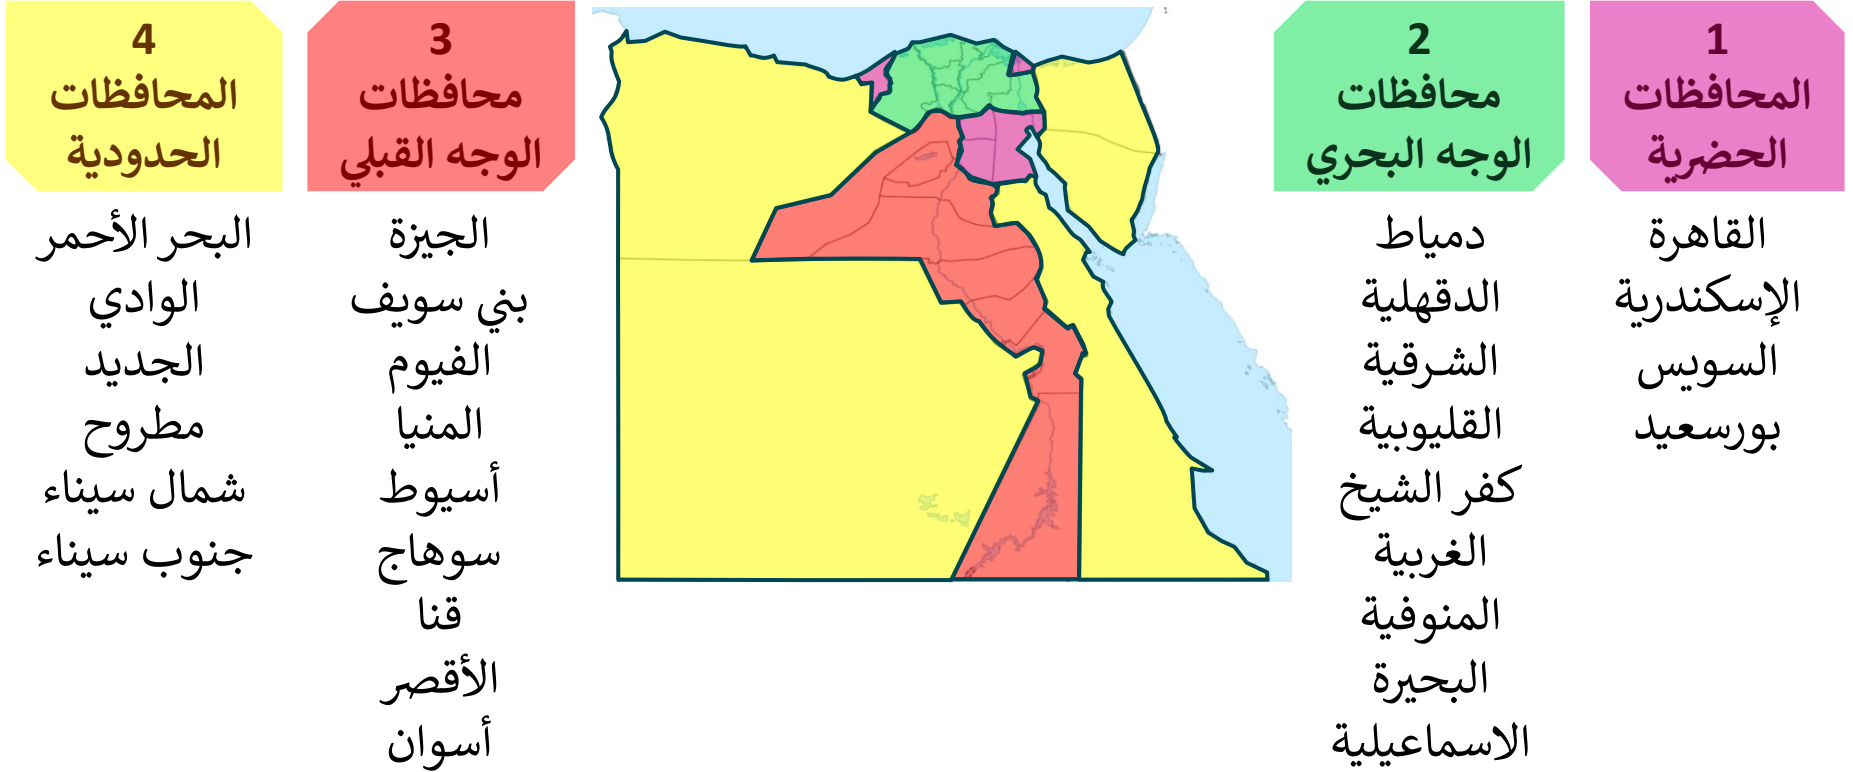 1
المحافظات
الحضرية
القاهرة
الإسكندرية
السويس
بورسعيد
2
محافظات
الوجه البحري
دمياط
الدقهلية
الشرقية
القليوبية
كفر الشيخ
الغربية
المنوفية
البحيرة
الاسماعيلية
3
محافظات
الوجه القبلي
الجيزة
بني سويف
الفيوم
المنيا
أسيوط
سوهاج
قنا
الأقصر
أسوان
4
المحافظات
الحدودية
البحر الأحمر
الوادي
الجديد
مطروح
شمال سيناء
جنوب سيناء